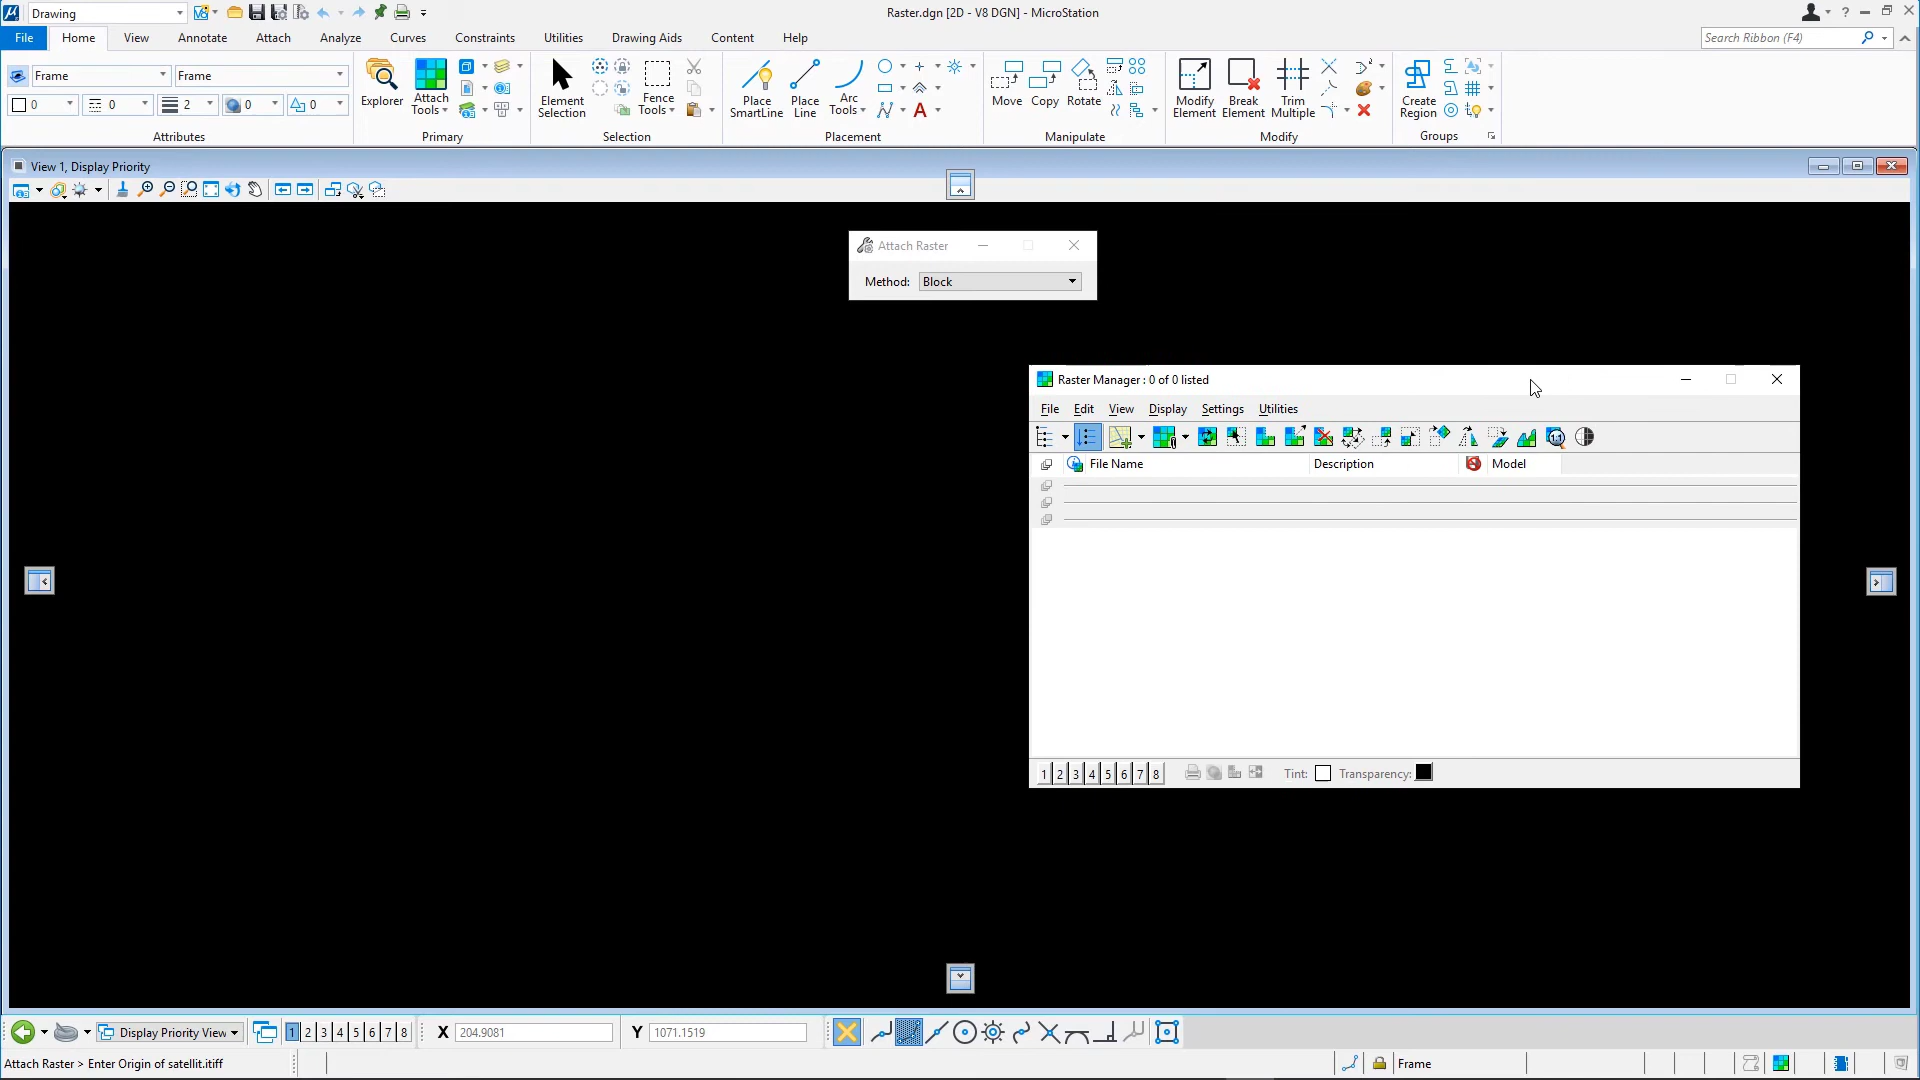 Drawing
Raster.dgn [2D - V8 DGN] - MicroStation
File Home View Annotate Attach Analyze Curves Constraints Utilities Drawing Aids Content Help
Search Ribbon (F4)
Frame Frame
0 0 2 0 0
Explorer
Attach Tools
Element Selection
Fence Tools
Place SmartLine
Place Line
Arc Tools
Move
Copy
Rotate
Modify Element
Break Element
Trim Multiple
Create Region
Attributes Primary Selection Placement Manipulate Modify Groups
View 1, Display Priority
Attach Raster
Method: Block
Raster Manager : 0 of 0 listed
File Edit View Display Settings Utilities
File Name Description Model
1 2 3 4 5 6 7 8 Tint: Transparency:
Display Priority View 1 2 3 4 5 6 7 8 X 204.9081 Y 1071.1519
Attach Raster > Enter Origin of satellit.itiff
Frame